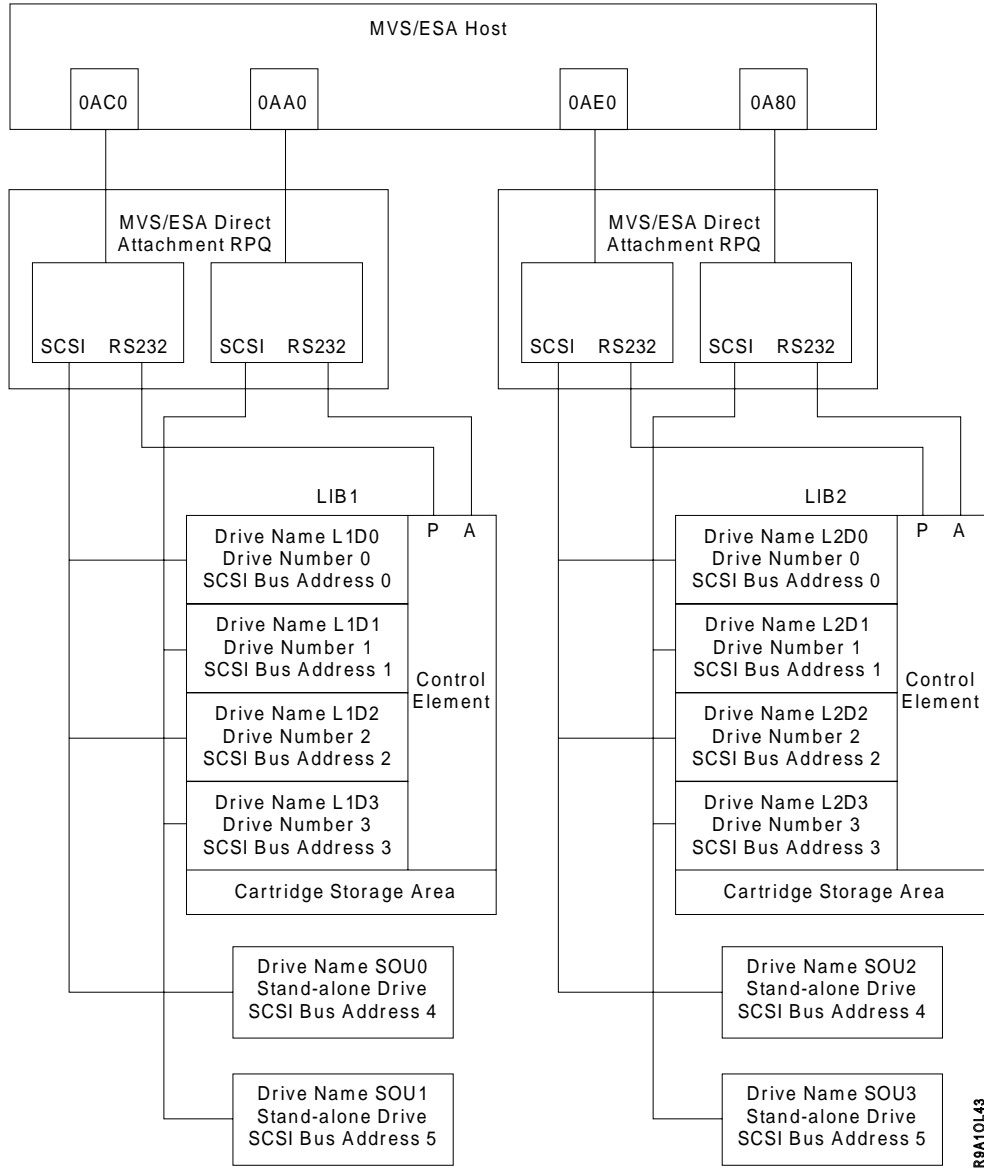 MVS/ESA Host
0AC0
0AA0
0AE0
0A80
MVS/ESA Direct
Attachment RPQ
SCSI RS232
SCSI RS232
MVS/ESA Direct
Attachment RPQ
SCSI RS232
SCSI RS232
LIB1
P A
Drive Name L1D0
Drive Number 0
SCSI Bus Address 0
Drive Name L1D1
Drive Number 1
SCSI Bus Address 1
Drive Name L1D2
Drive Number 2
SCSI Bus Address 2
Drive Name L1D3
Drive Number 3
SCSI Bus Address 3
Control
Element
Cartridge Storage Area
Drive Name SOU0
Stand-alone Drive
SCSI Bus Address 4
Drive Name SOU1
Stand-alone Drive
SCSI Bus Address 5
LIB2
P A
Drive Name L2D0
Drive Number 0
SCSI Bus Address 0
Drive Name L2D1
Drive Number 1
SCSI Bus Address 1
Drive Name L2D2
Drive Number 2
SCSI Bus Address 2
Drive Name L2D3
Drive Number 3
SCSI Bus Address 3
Control
Element
Cartridge Storage Area
Drive Name SOU2
Stand-alone Drive
SCSI Bus Address 4
Drive Name SOU3
Stand-alone Drive
SCSI Bus Address 5
R9A1OL43